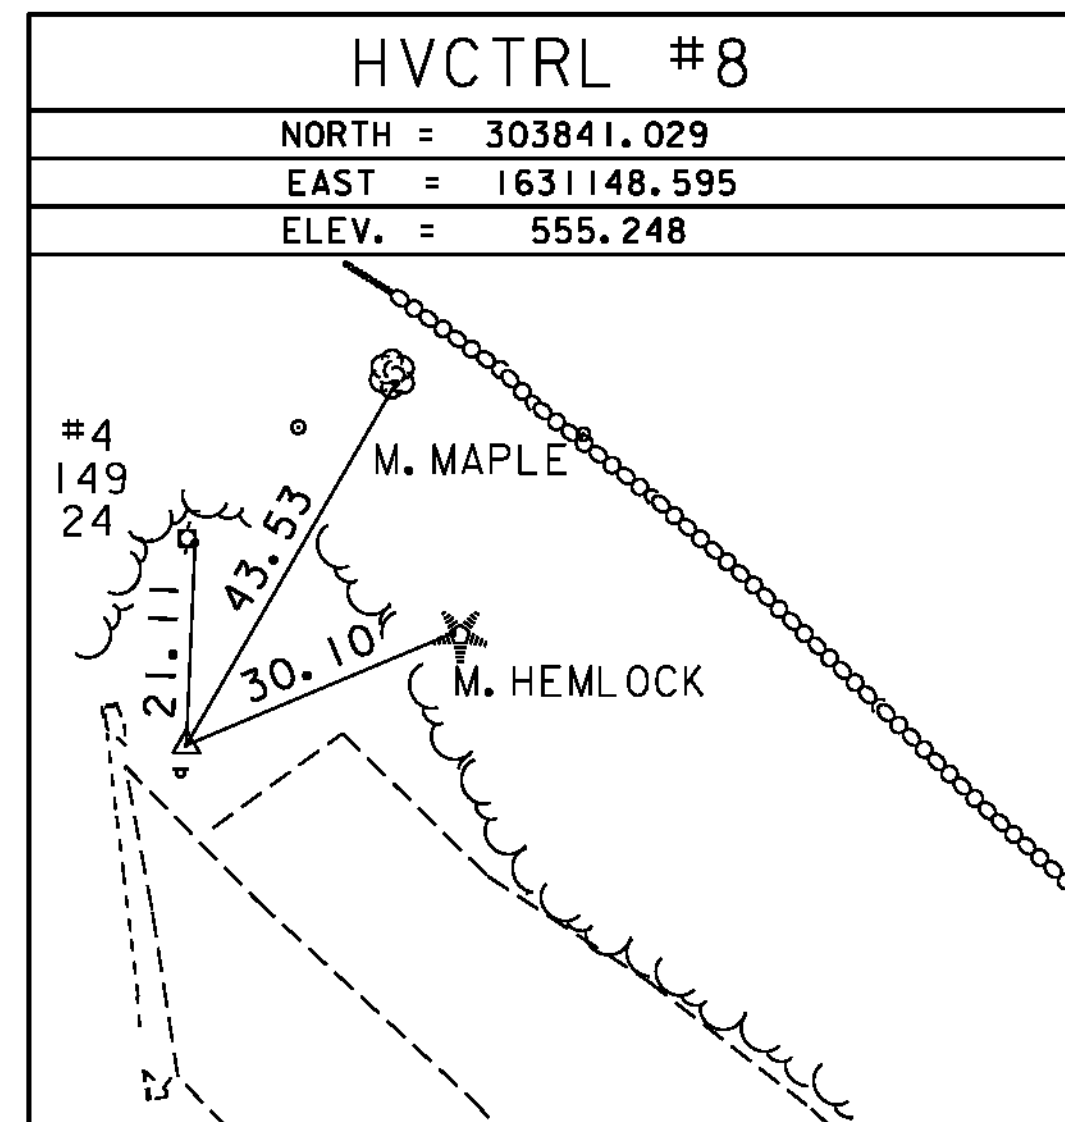 HVCTRL #8
NORTH = 303841.029
EAST = 1631148.595
ELEV. = 555.248
#4
149
24
M. MAPLE
43.53
21.11
30.10
M. HEMLOCK